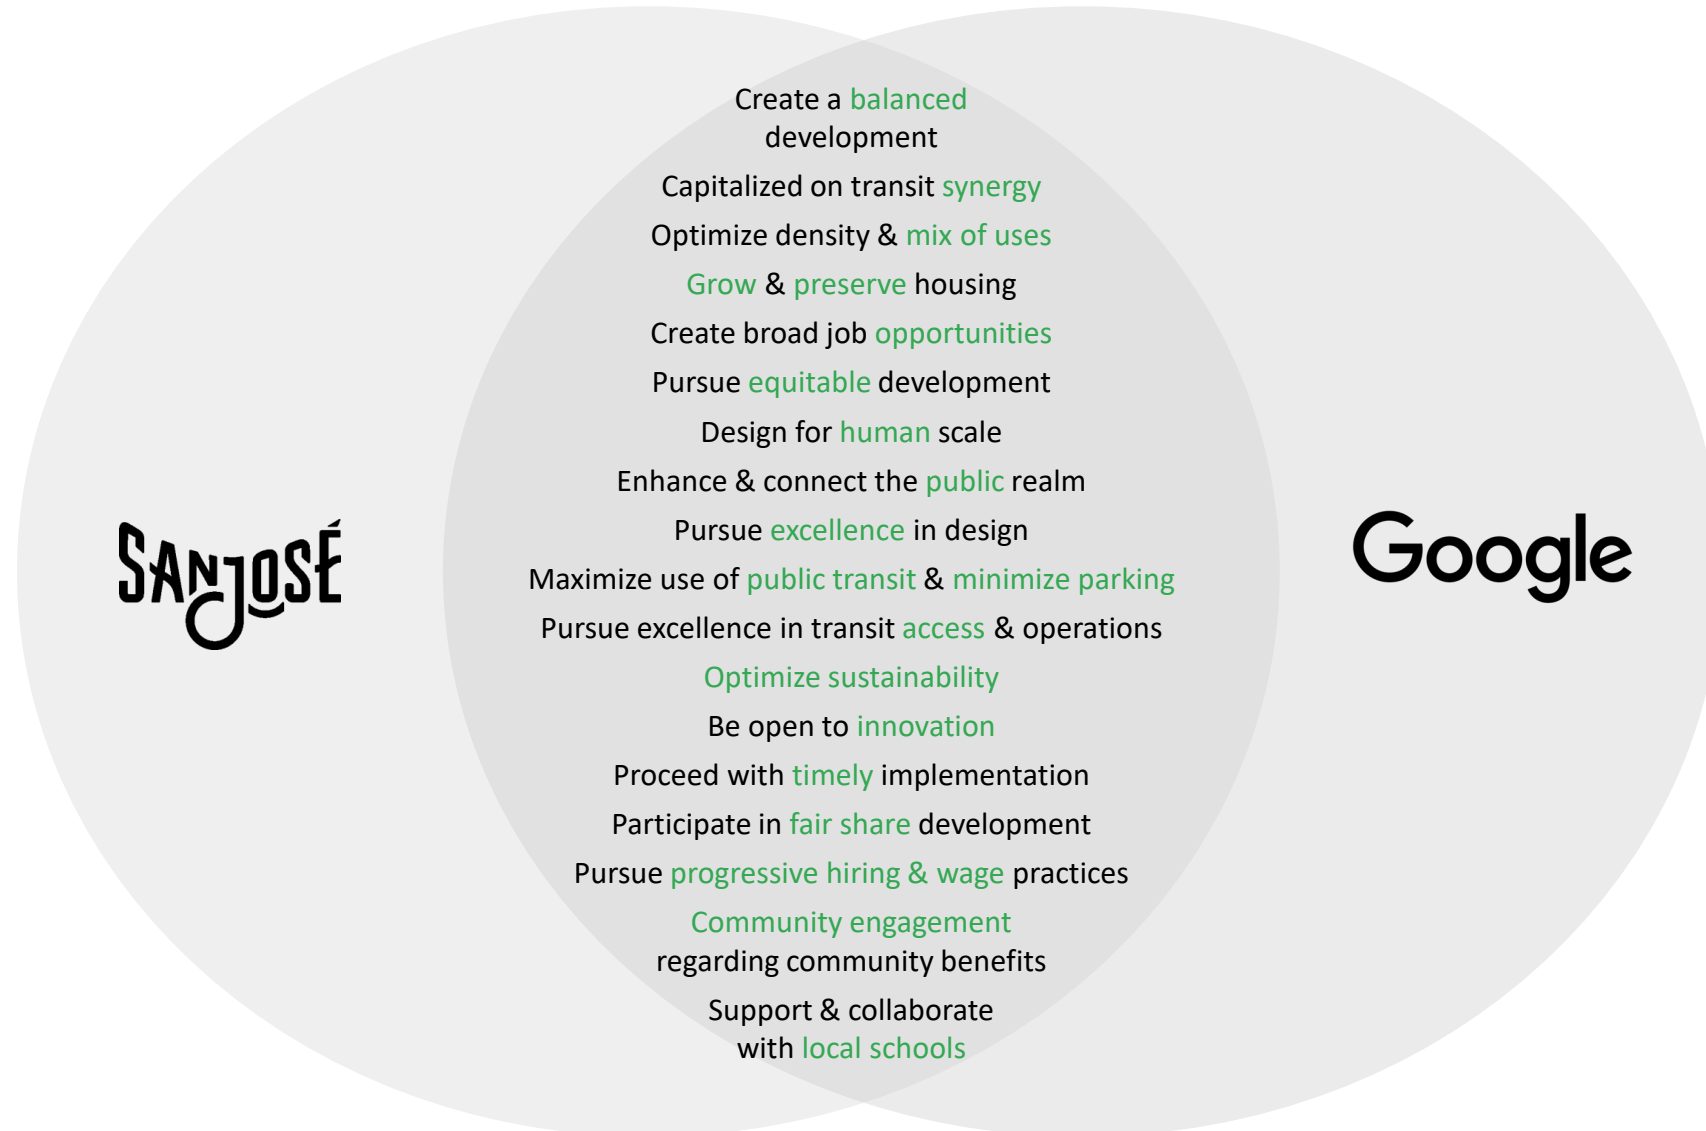 Create a balanced
development
Capitalized on transit synergy
Optimize density & mix of uses
Grow & preserve housing
Create broad job opportunities
Pursue equitable development
Design for human scale
Enhance & connect the public realm
Pursue excellence in design
SAN JOSÉ
Google
Maximize use of public transit & minimize parking
Pursue excellence in transit access & operations
Optimize sustainability
Be open to innovation
Proceed with timely implementation
Participate in fair share development
Pursue progressive hiring & wage practices
Community engagement
regarding community benefits
Support & collaborate
with local schools